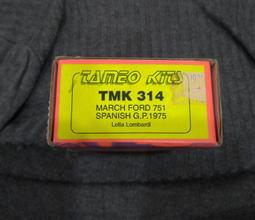 TAMEO KITS
TMK 314
MARCH FORD 751
SPANISH G.P.1975
Lella Lombardi